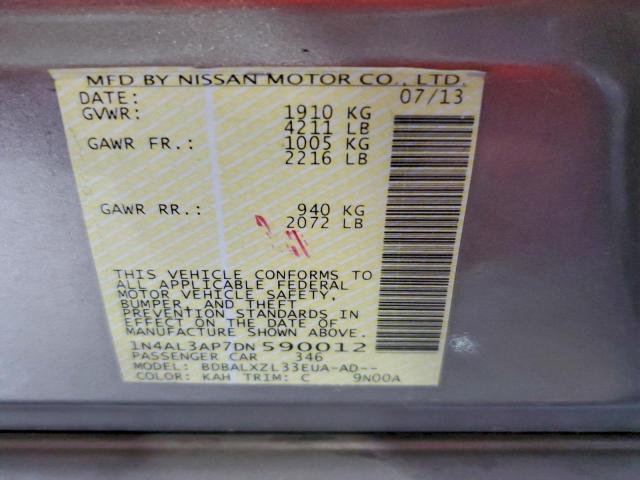 MFD BY NISSAN MOTOR CO., LTD.
DATE: 07/13
GVWR: 1910 KG
4211 LB
GAWR FR.: 1005 KG
2216 LB
GAWR RR.: 940 KG
2072 LB
THIS VEHICLE CONFORMS TO
ALL APPLICABLE FEDERAL
MOTOR VEHICLE SAFETY,
BUMPER, AND THEFT
PREVENTION STANDARDS IN
EFFECT ON THE DATE OF
MANUFACTURE SHOWN ABOVE.
1N4AL3AP7DN590012
PASSENGER CAR 346
MODEL: BDBALXZL33EUA-AD--
COLOR: KAH TRIM: C 9N00A